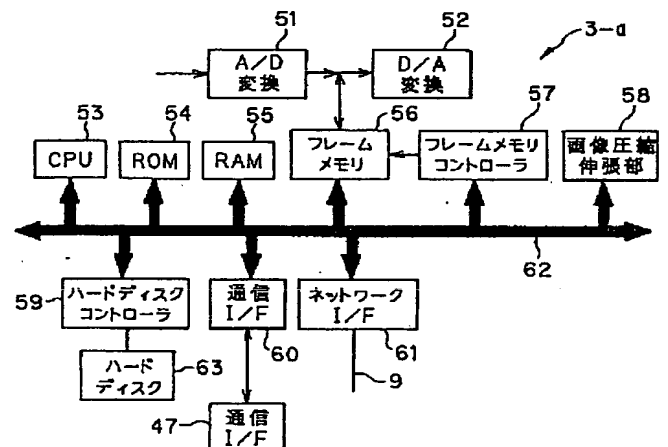 51
52
3-a
A/D
変換
D/A
変換
53
54
55
56
57
58
CPU
ROM
RAM
フレーム
メモリ
フレームメモリ
コントローラ
画像圧縮
伸張部
62
59
ハードディスク
コントローラ
通信
I/F
60
ネットワーク
I/F
61
ハード
ディスク
63
9
47
通信
I/F